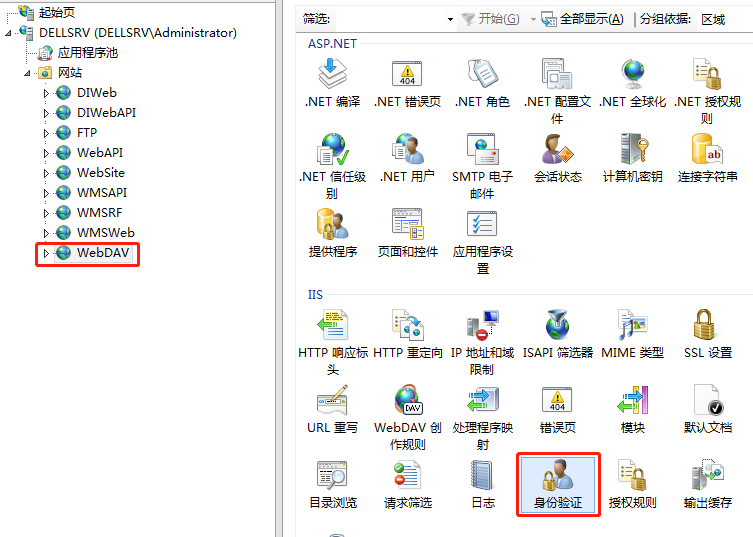 起始页
DELLSRV (DELLSRV\Administrator)
应用程序池
网站
DIWeb
DIWebAPI
FTP
WebAPI
WebSite
WMSAPI
WMSRF
WMSWeb
WebDAV
筛选: 开始(G) 全部显示(A) 分组依据: 区域
ASP.NET
.NET 编译
.NET 错误页
.NET 角色
.NET 配置文
件
.NET 全球化
.NET 授权规
则
.NET 信任级
别
.NET 用户
SMTP 电子
邮件
会话状态
计算机密钥
连接字符串
提供程序
页面和控件
应用程序设
置
IIS
HTTP 响应标
头
HTTP 重定向
IP 地址和域
限制
ISAPI 筛选器
MIME 类型
SSL 设置
URL 重写
WebDAV 创
作规则
处理程序映
射
错误页
模块
默认文档
目录浏览
请求筛选
日志
身份验证
授权规则
输出缓存
404
ab
DAV
404